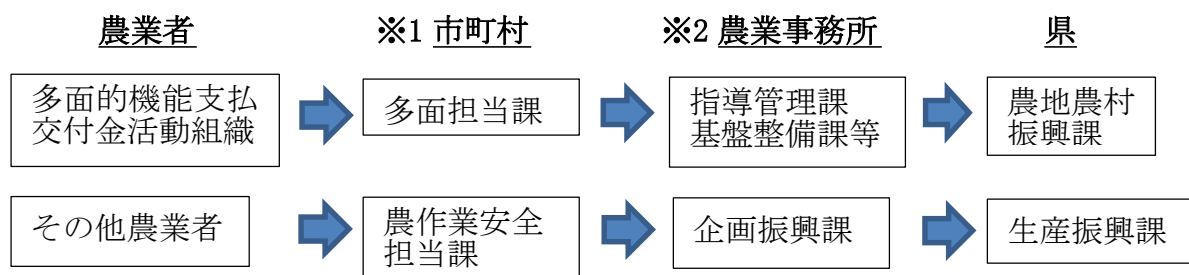 農業者 ※1 市町村 ※2 農業事務所 県
多面的機能支払
交付金活動組織
多面担当課
指導管理課
基盤整備課等
農地農村
振興課
その他農業者
農作業安全
担当課
企画振興課
生産振興課